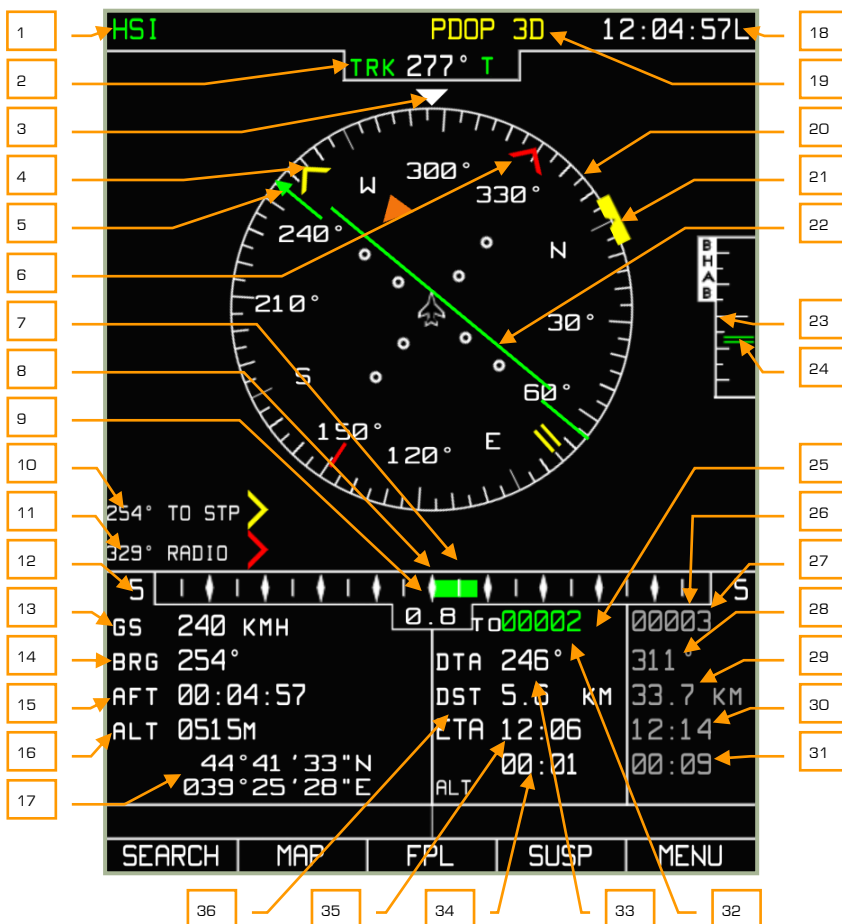 1
2
3
4
5
6
7
8
9
10
11
12
13
14
15
16
17
HSI PDOP 3D 12:04:57L
TRK 277° T
300°
330°
W
N
240°
210°
30°
S
60°
150°
120°
E
B
H
A
B
254° TO STP
329° RADIO
5 5
0.8
GS 240 KMH
BRG 254°
AFT 00:04:57
ALT 0515M
44°41'33"N
039°25'28"E
TO00002 00003
DTA 246° 311°
DST 5.6 KM 33.7 KM
ETA 12:06 12:14
00:01 00:09
ALT
SEARCH MAP FPL SUSP MENU
18
19
20
21
22
23
24
25
26
27
28
29
30
31
36 35 34 33 32